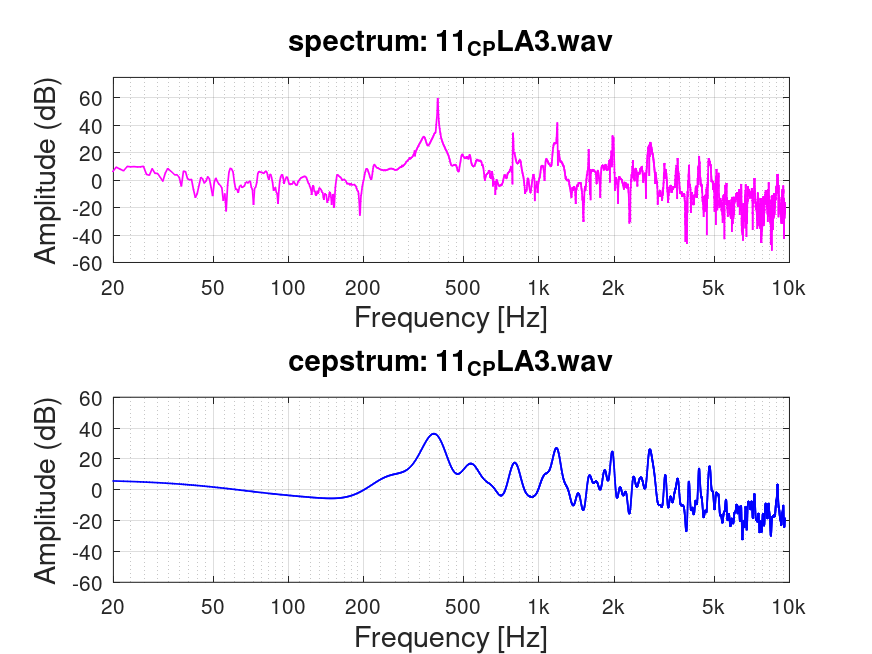 spectrum: 11CPLA3.wav
Amplitude (dB)
60
40
20
0
-20
-40
-60
20 50 100 200 500 1k 2k 5k 10k
Frequency [Hz]
cepstrum: 11CPLA3.wav
Amplitude (dB)
60
40
20
0
-20
-40
-60
20 50 100 200 500 1k 2k 5k 10k
Frequency [Hz]